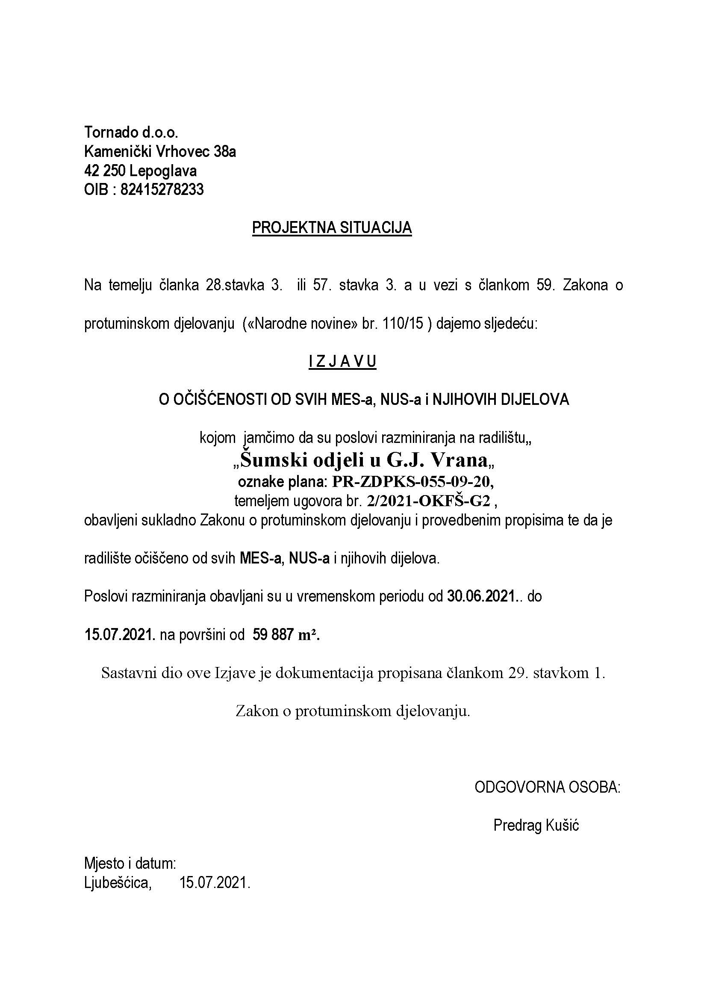 Tornado d.o.o.
Kamenički Vrhovec 38a
42 250 Lepoglava
OIB : 82415278233
PROJEKTNA SITUACIJA
Na temelju članka 28.stavka 3.  ili 57. stavka 3. a u vezi s člankom 59. Zakona o
protuminskom djelovanju  («Narodne novine» br. 110/15 ) dajemo sljedeću:
I Z J A V U
O OČIŠĆENOSTI OD SVIH MES-a, NUS-a i NJIHOVIH DIJELOVA
kojom  jamčimo da su poslovi razminiranja na radilištu„
„Šumski odjeli u G.J. Vrana„
oznake plana: PR-ZDPKS-055-09-20,
temeljem ugovora br. 2/2021-OKFŠ-G2 ,
obavljeni sukladno Zakonu o protuminskom djelovanju i provedbenim propisima te da je
radilište očiščeno od svih MES-a, NUS-a i njihovih dijelova.
Poslovi razminiranja obavljani su u vremenskom periodu od 30.06.2021.. do
15.07.2021. na površini od  59 887 m².
Sastavni dio ove Izjave je dokumentacija propisana člankom 29. stavkom 1.
Zakon o protuminskom djelovanju.
ODGOVORNA OSOBA:
Predrag Kušić
Mjesto i datum:
Ljubešćica,       15.07.2021.